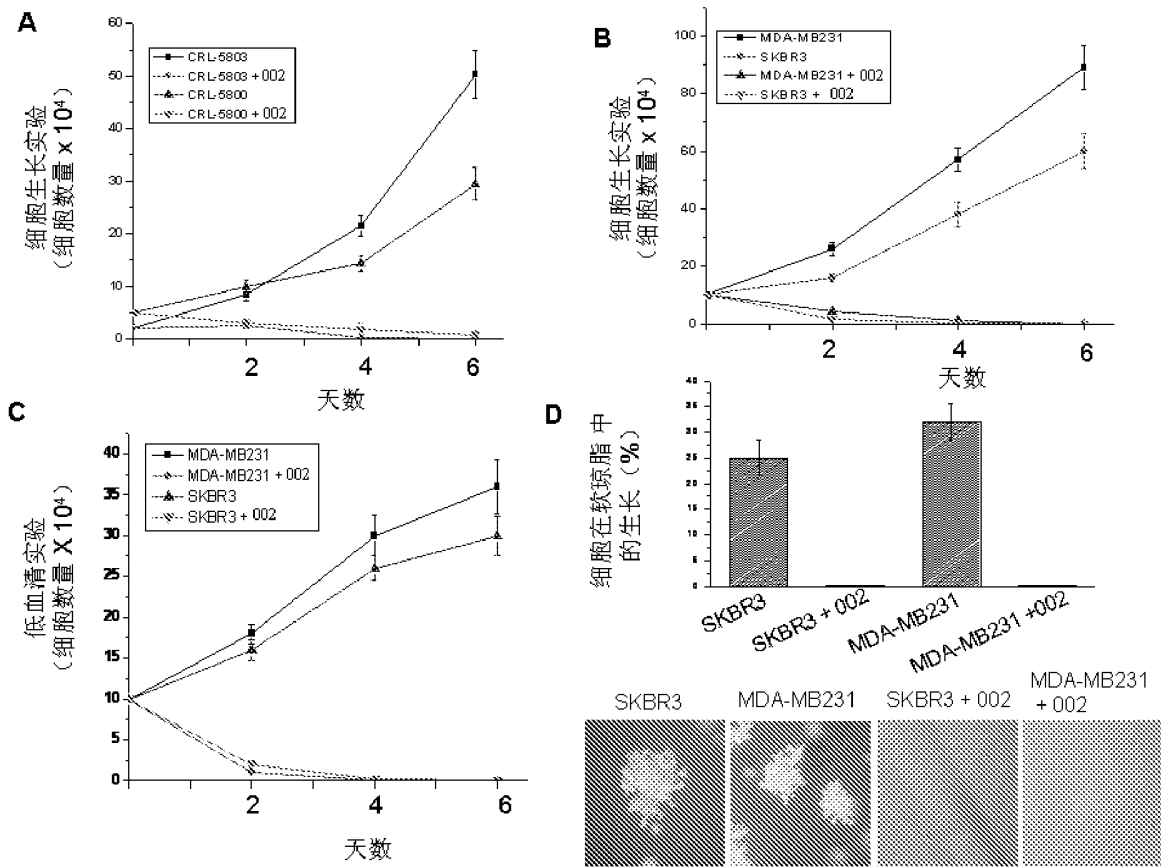 A
细胞生长实验
（细胞数量 x 10⁴）
60
50
40
30
20
10
0
CRL-5803
CRL-5803 + 002
CRL-5800
CRL-5800 + 002
2
4
6
天数
B
细胞生长实验
（细胞数量 x 10⁴）
100
80
60
40
20
0
MDA-MB231
SKBR3
MDA-MB231 + 002
SKBR3 + 002
2
4
6
天数
C
低血清实验
（细胞数量 X 10⁴）
40
35
30
25
20
15
10
5
0
MDA-MB231
MDA-MB231 + 002
SKBR3
SKBR3 + 002
2
4
6
天数
D
细胞在软琼脂中
的生长（%）
40
35
30
25
20
15
10
5
0
SKBR3
SKBR3 + 002
MDA-MB231
MDA-MB231 +002
SKBR3
MDA-MB231
SKBR3 + 002
MDA-MB231
+ 002